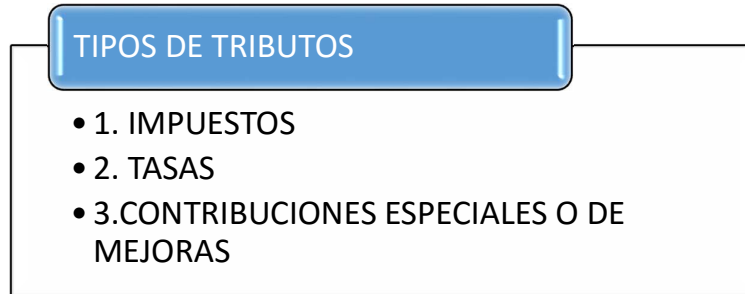 TIPOS DE TRIBUTOS
• 1. IMPUESTOS
• 2. TASAS
• 3.CONTRIBUCIONES ESPECIALES O DE
MEJORAS